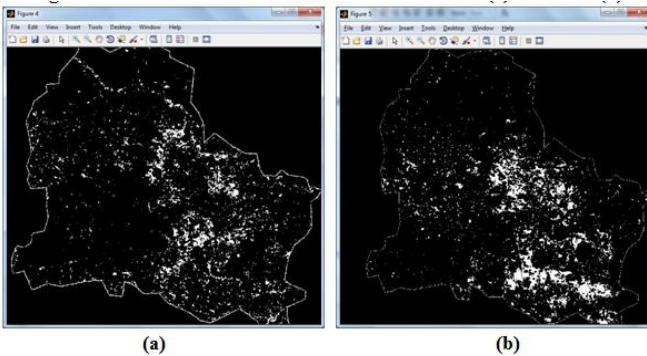 Figure 4
File Edit View Insert Tools Desktop Window Help
(a)
Figure 5
File Edit View Insert Tools Desktop Window Help
(b)